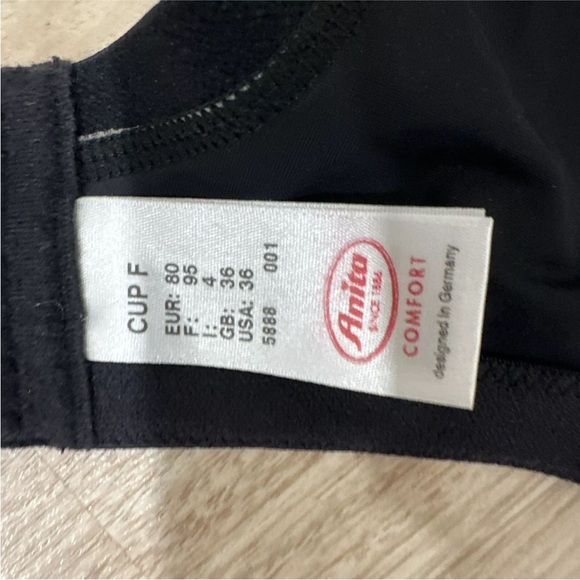 CUP F
EUR: 80
F: 95
I: 4
GB: 36
USA: 36
5888 001
Anita
SINCE 1886
COMFORT
designed in Germany